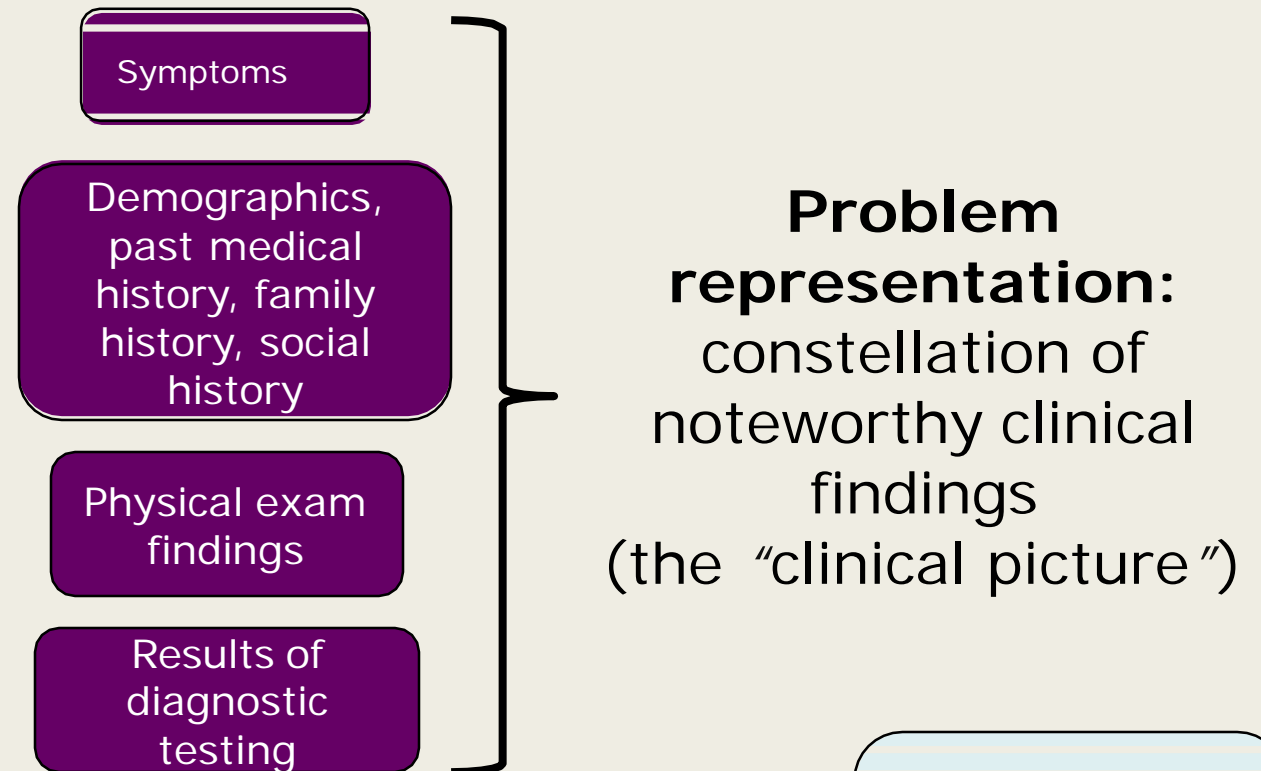 Symptoms
Demographics,
past medical
history, family
history, social
history
Physical exam
findings
Results of
diagnostic
testing
Problem
representation:
constellation of
noteworthy clinical
findings
(the “clinical picture”)